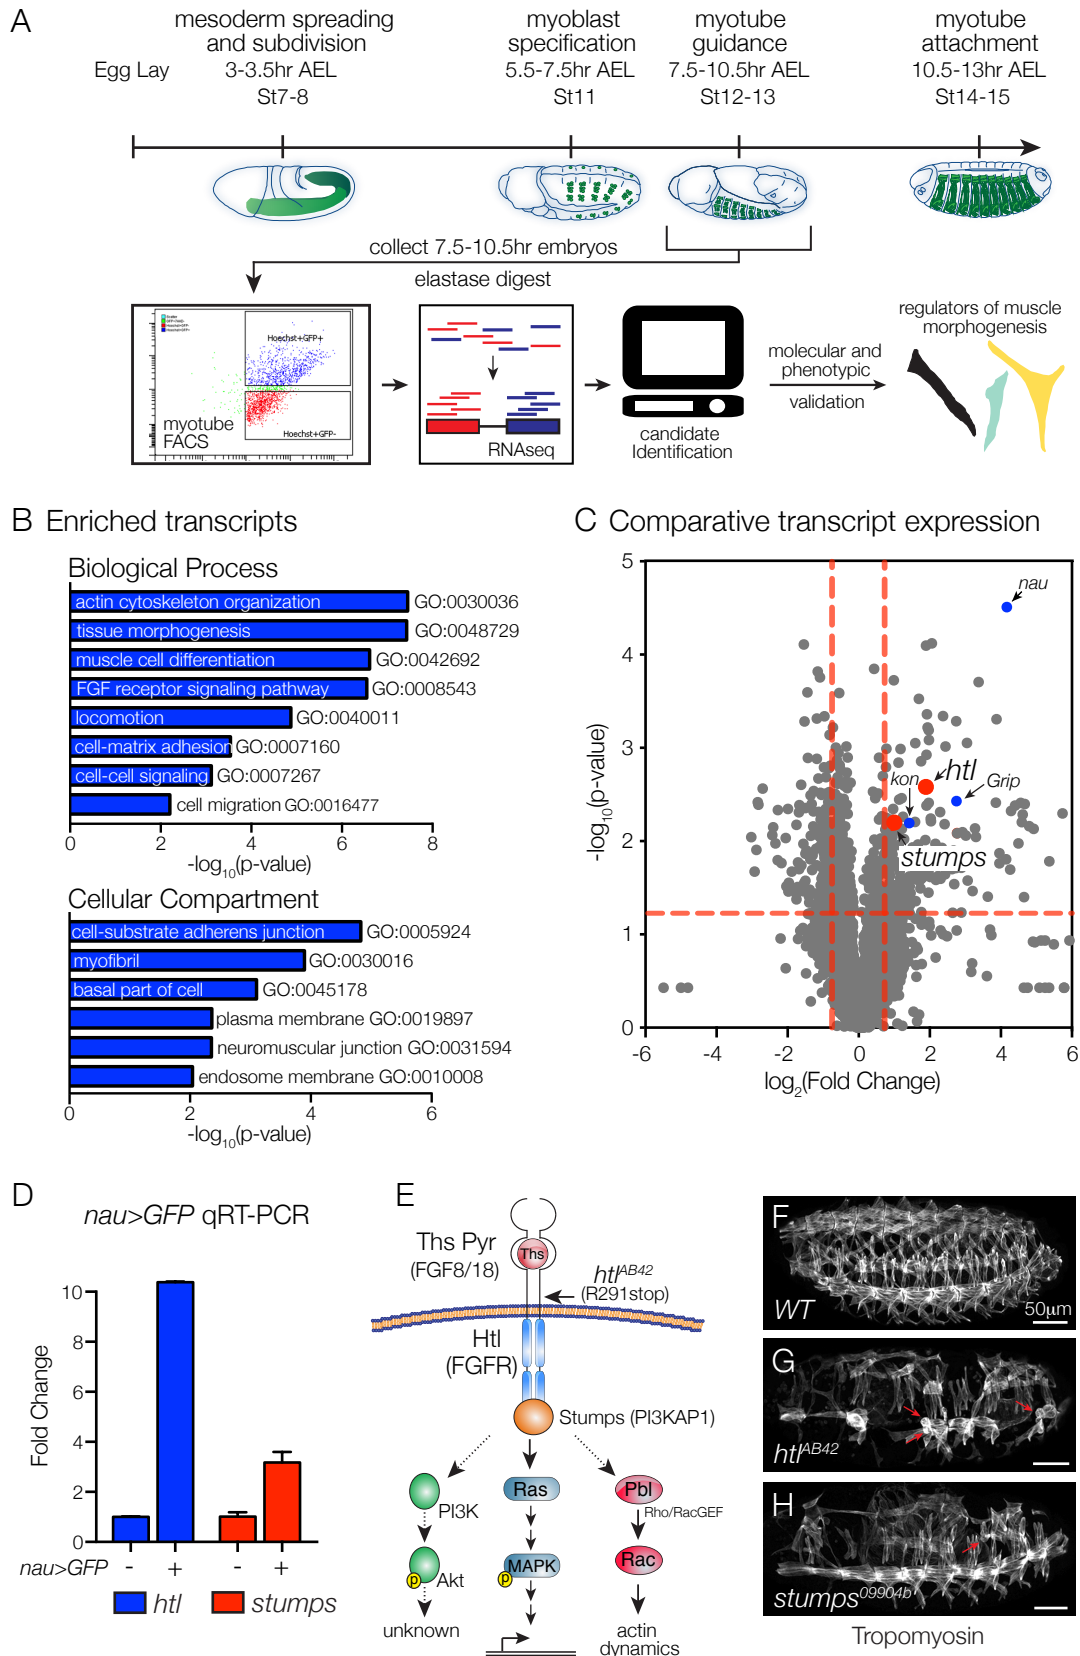 A
mesoderm spreading
and subdivision
3-3.5hr AEL
St7-8
myoblast
specification
5.5-7.5hr AEL
St11
myotube
guidance
7.5-10.5hr AEL
St12-13
myotube
attachment
10.5-13hr AEL
St14-15
Egg Lay
collect 7.5-10.5hr embryos
elastase digest
Hoechst+GFP+
Hoechst+GFP-
myotube
FACS
RNAseq
candidate
Identification
molecular and
phenotypic
validation
regulators of muscle
morphogenesis
B Enriched transcripts
Biological Process
actin cytoskeleton organization GO:0030036
tissue morphogenesis GO:0048729
muscle cell differentiation GO:0042692
FGF receptor signaling pathway GO:0008543
locomotion GO:0040011
cell-matrix adhesion GO:0007160
cell-cell signaling GO:0007267
cell migration GO:0016477
0 2 4 6 8
-log10(p-value)
Cellular Compartment
cell-substrate adherens junction GO:0005924
myofibril GO:0030016
basal part of cell GO:0045178
plasma membrane GO:0019897
neuromuscular junction GO:0031594
endosome membrane GO:0010008
0 2 4 6
-log10(p-value)
C Comparative transcript expression
5
4
3
2
1
0
-log10(p-value)
nau
htl
kon
Grip
stumps
-6 -4 -2 0 2 4 6
log2(Fold Change)
D
nau>GFP qRT-PCR
Fold Change
10
8
6
4
2
0
nau>GFP - + - +
htl stumps
E
Ths Pyr
(FGF8/18)
Ths
htlAB42
(R291stop)
Htl
(FGFR)
Stumps (PI3KAP1)
PI3K
Akt
p
unknown
Ras
MAPK
p
Pbl
Rho/RacGEF
Rac
actin
dynamics
F
WT
50µm
G
htlAB42
H
stumps09904b
Tropomyosin